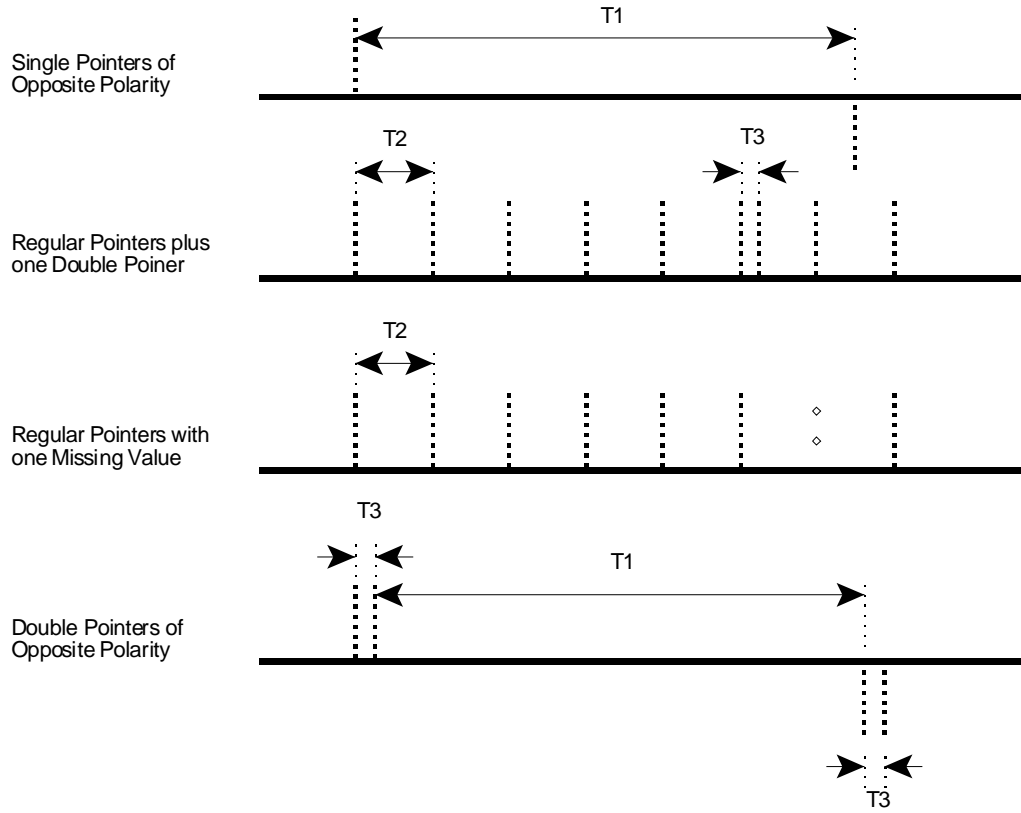 T1
Single Pointers of
Opposite Polarity
T2
T3
Regular Pointers plus
one Double Poiner
T2
Regular Pointers with
one Missing Value
T3
T1
Double Pointers of
Opposite Polarity
T3